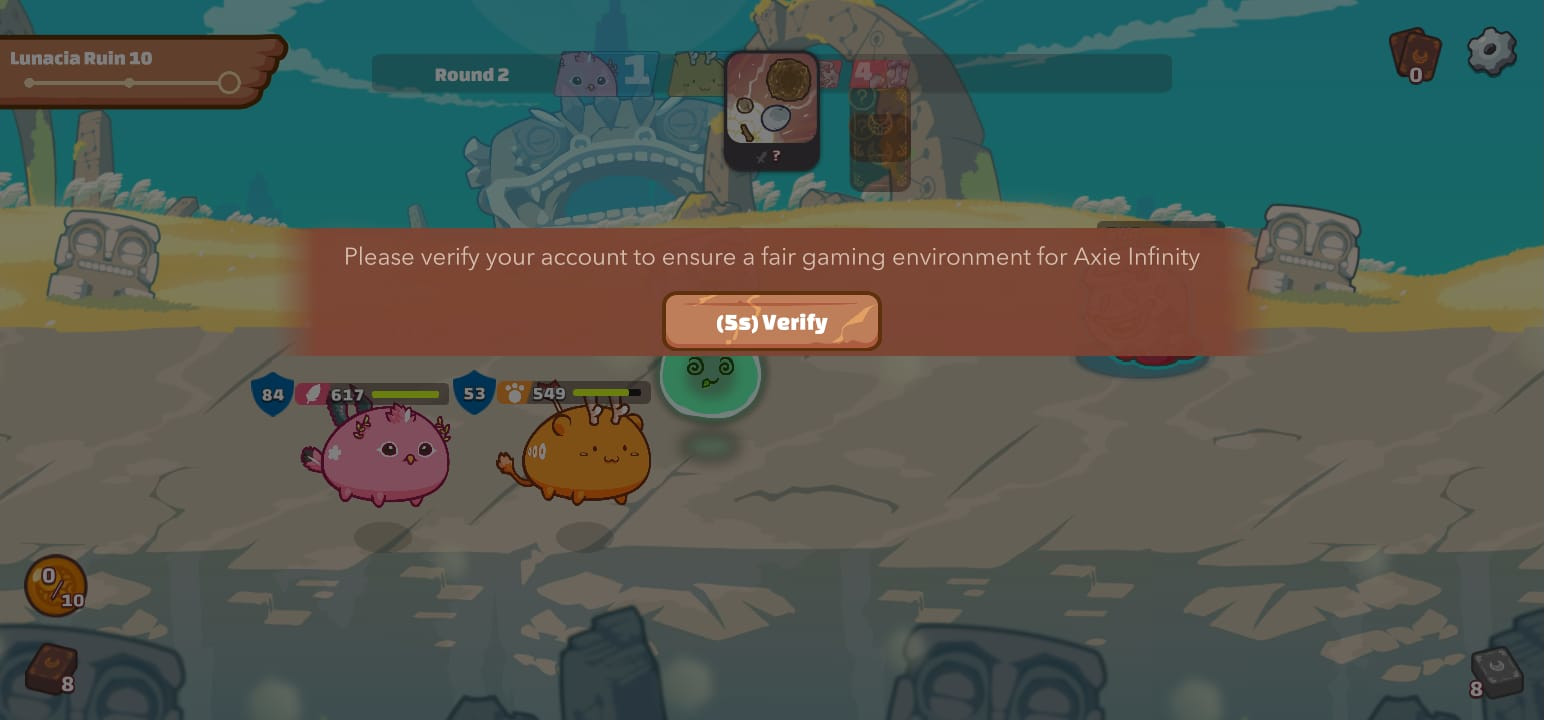 Lunacia Ruin 10
Round 2
1
4
0
?
Please verify your account to ensure a fair gaming environment for Axie Infinity
(5s) Verify
84
617
53
549
0/10
8
8